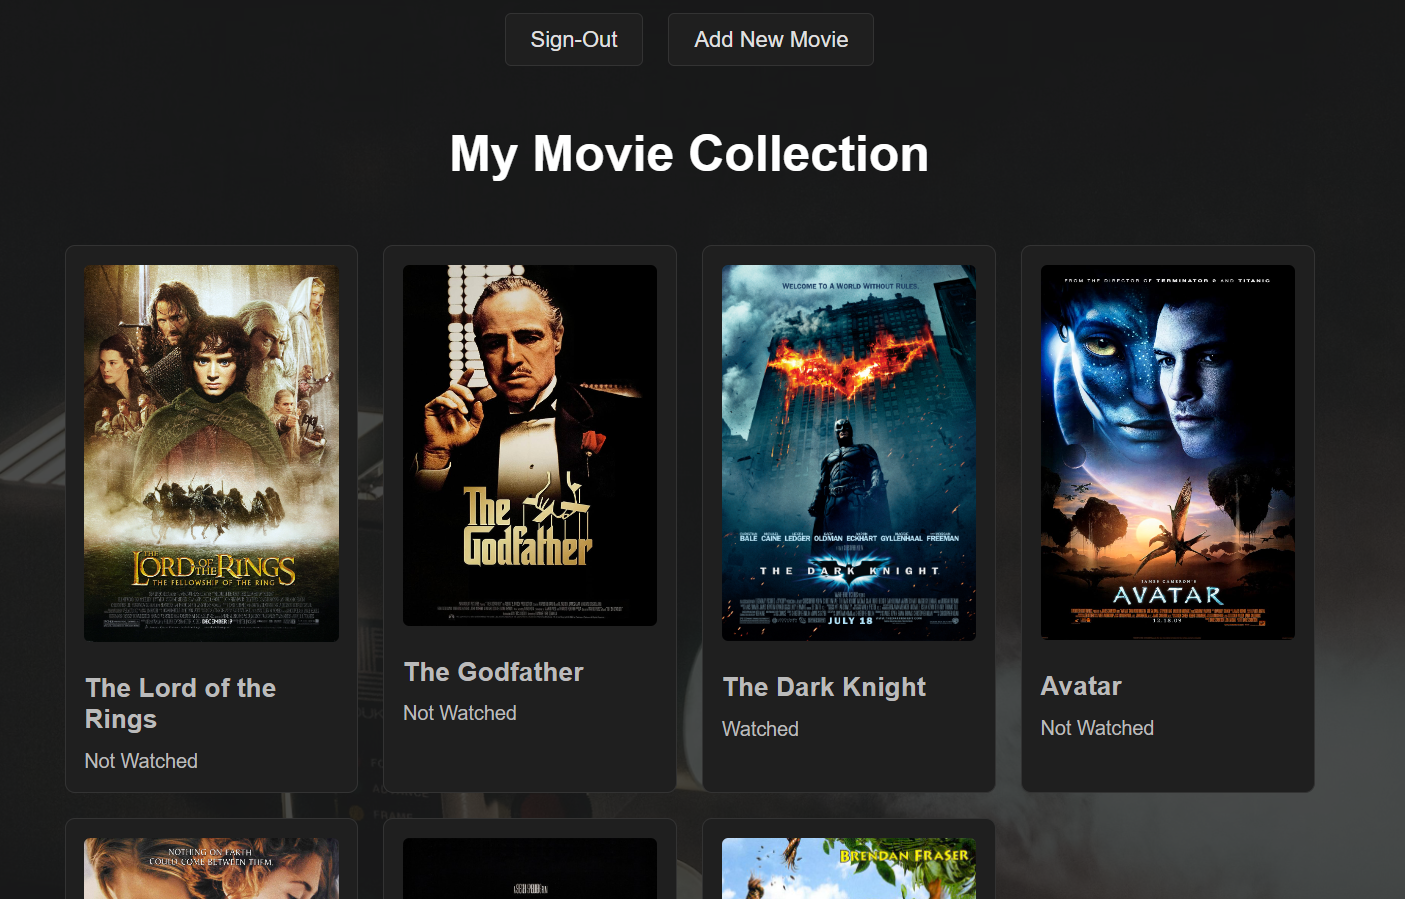 Sign-Out
Add New Movie
My Movie Collection
THE
LORD OF THE RINGS
THE FELLOWSHIP OF THE RING
DECEMBER
The Lord of the
Rings
Not Watched
The
Godfather
The Godfather
Not Watched
WELCOME TO A WORLD WITHOUT RULES.
BALE CAINE LEDGER OLDMAN ECKHART GYLLENHAAL FREEMAN
THE DARK KNIGHT
JULY 18
The Dark Knight
Watched
FROM THE DIRECTOR OF TERMINATOR 2 AND TITANIC
JAMES CAMERON'S
AVATAR
12.18.09
Avatar
Not Watched
FRAME
NOTHING ON EARTH
COULD COME BETWEEN THEM.
BRENDAN FRASER